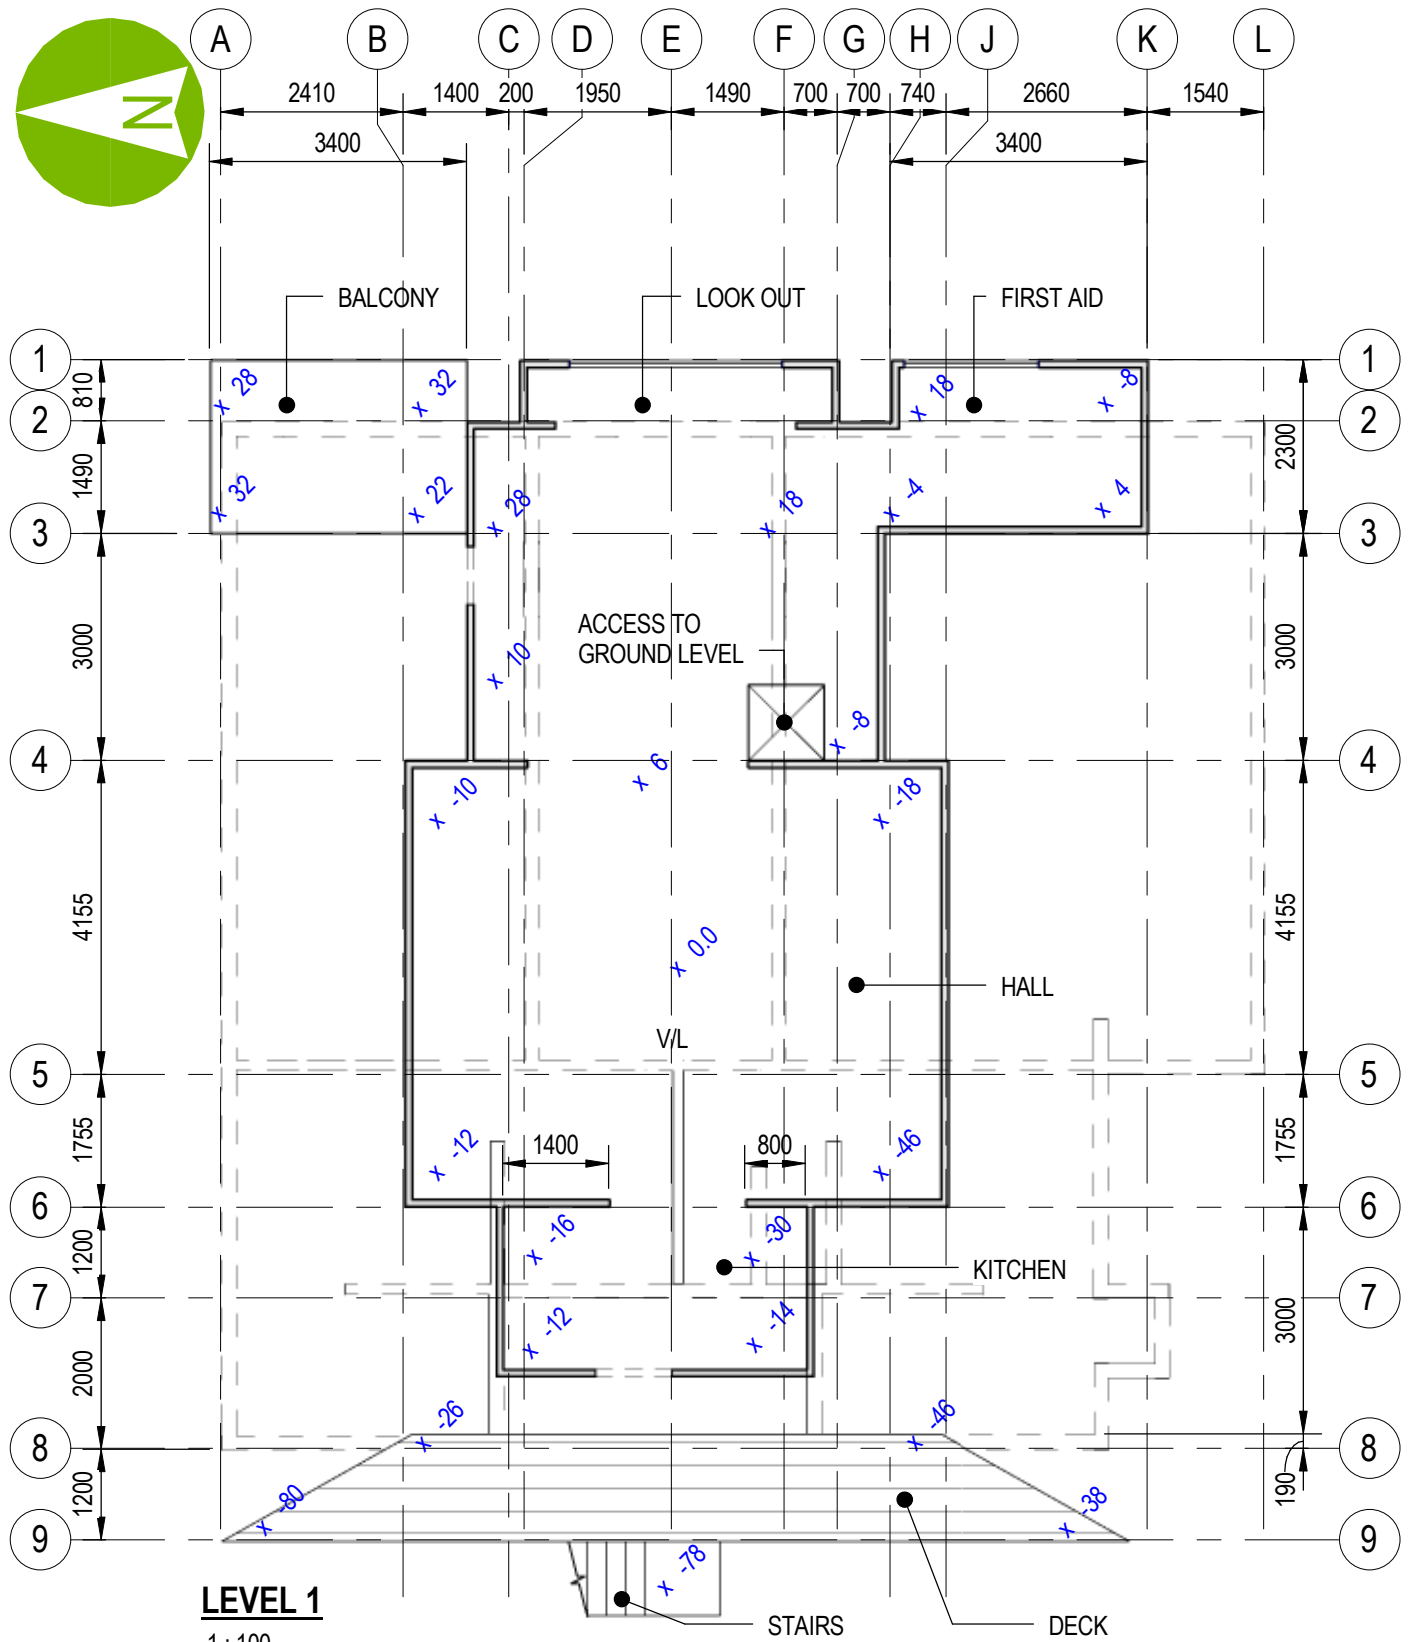 A B C D E F G H J K L
2410 1400 200 1950 1490 700 700 740 2660 1540
N
3400 3400
BALCONY LOOK OUT FIRST AID
1 1
28 32 18 -8
810
2 2
1490 2300
32 22 28 18 -4 4
3 3
ACCESS TO
GROUND LEVEL
3000 3000
10
-8
4 4
6
-10 -18
4155 4155
0.0
HALL
V/L
5 5
1755 1755
1400 800
-12 -46
6 6
-16 -30
1200
KITCHEN
7 7
3000
-12 -14
2000
-26 -46
8 8
1200 190
-80 -38
9 9
-78
LEVEL 1
STAIRS DECK
1 : 100